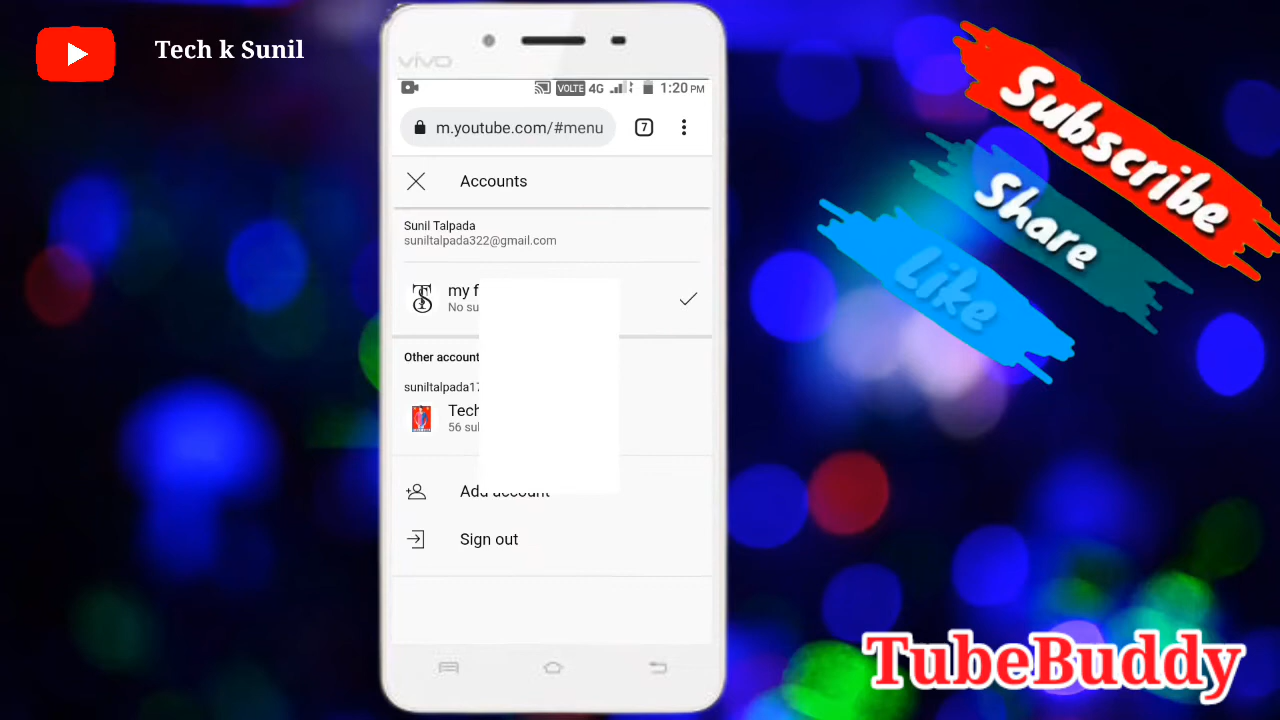 Tech k Sunil
vivo
VOLTE 4G 1:20 PM
m.youtube.com/#menu 7
Accounts
Sunil Talpada
suniltalpada322@gmail.com
my f
No su
Other account
suniltalpada17
Tech
56 sul
Add account
Sign out
Subscribe
Share
Like
TubeBuddy